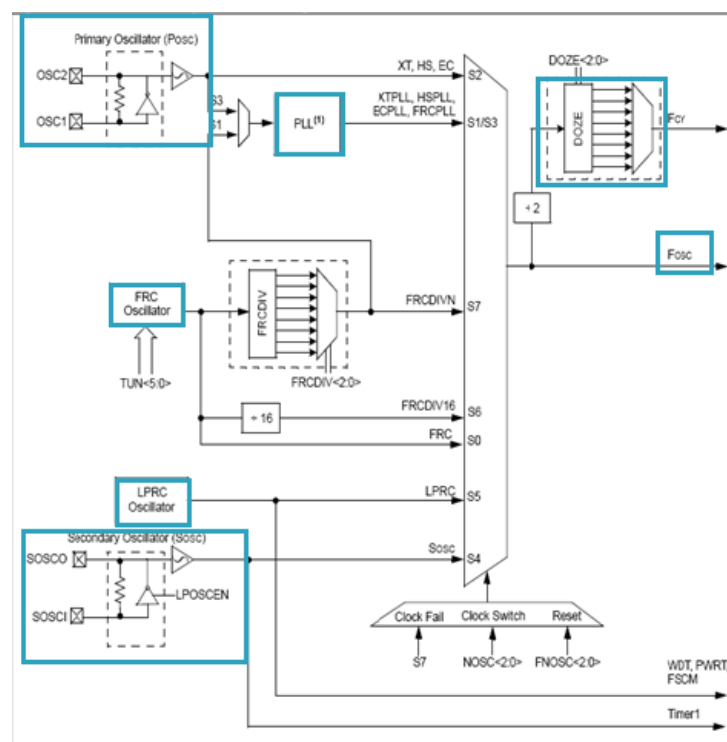 Primary Oscillator (Posc)
DOZE<2:0>
OSC2
XT, HS, EC
S2
S3
KTPLL, HSPLL,
ECPLL, FRCPLL
OSC1
S1
PLL(1)
S1/S3
DOZE
FCY
÷ 2
FOSC
FRC
Oscillator
FRCDIV
FRCDIVN
S7
TUN<5:0>
FRCDIV<2:0>
÷ 16
FRCDIV16
S6
FRC
S0
LPRC
Oscillator
LPRC
S5
Secondary Oscillator (Sosc)
SOSCO
Sosc
S4
LPOSCEN
SOSCI
Clock Fail
Clock Switch
Reset
S7
NOSC<2:0>
FNOSC<2:0>
WDT, PWRT,
FSCM
Timer1